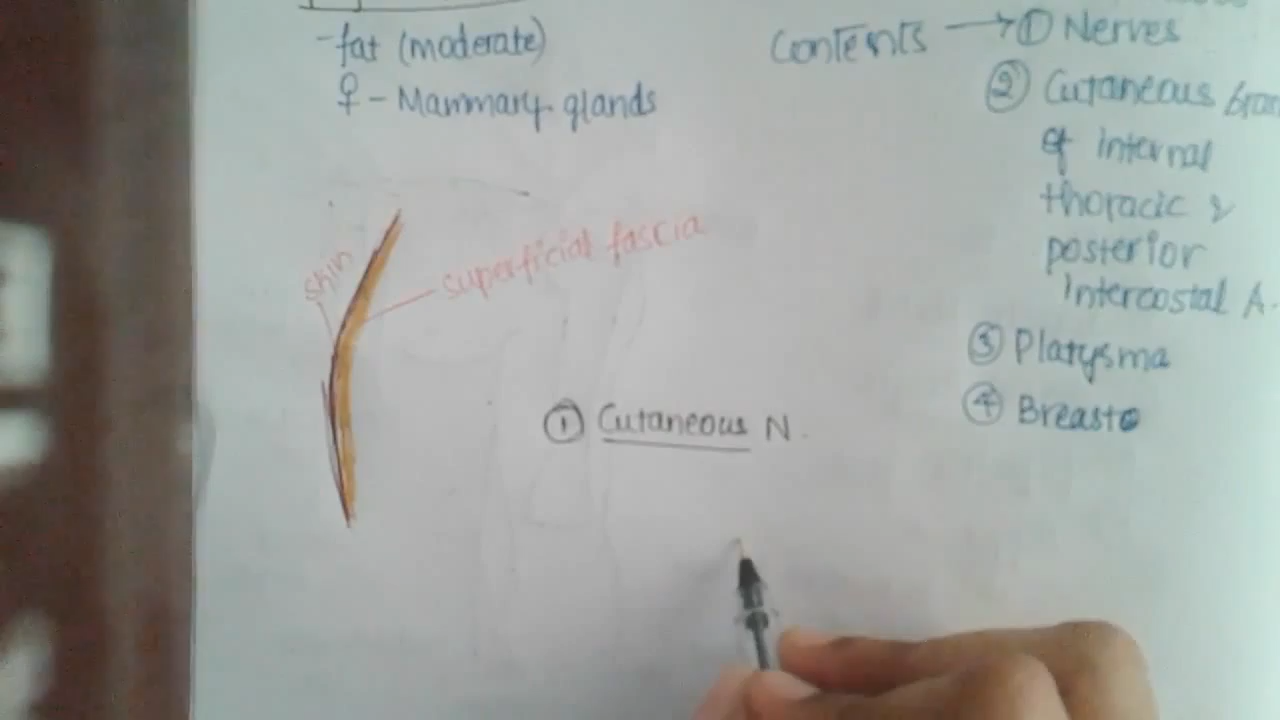 -fat (moderate)
♀ - Mammary glands
Contents → ① Nerves
② Cutaneous bran
of internal
thoracic &
posterior
Intercostal A.
③ Platysma
④ Breast
skin
superficial fascia
① Cutaneous N.